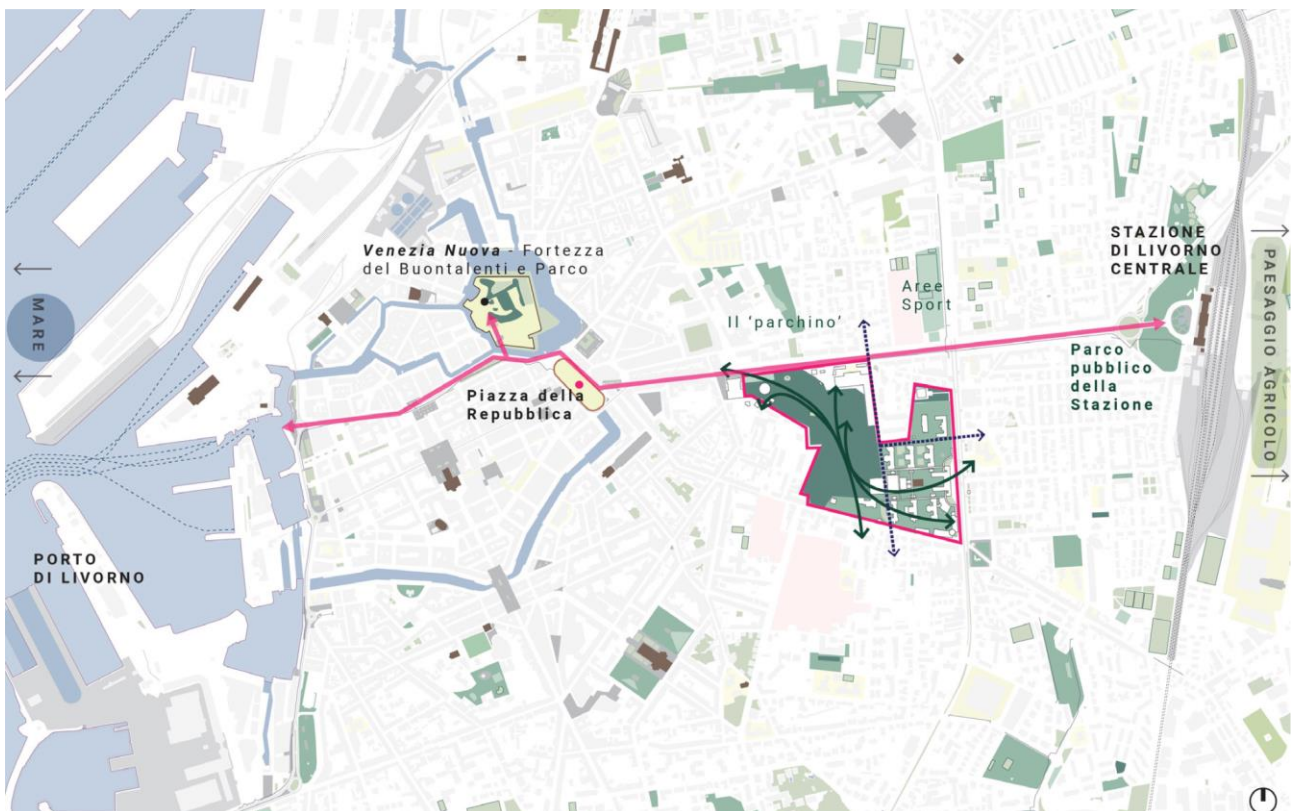 Venezia Nuova - Fortezza
del Buontalenti e Parco
MARE
Piazza della
Repubblica
PORTO
DI LIVORNO
Il ‘parchino’
Aree
Sport
STAZIONE
DI LIVORNO
CENTRALE
Parco
pubblico
della
Stazione
PAESAGGIO AGRICOLO